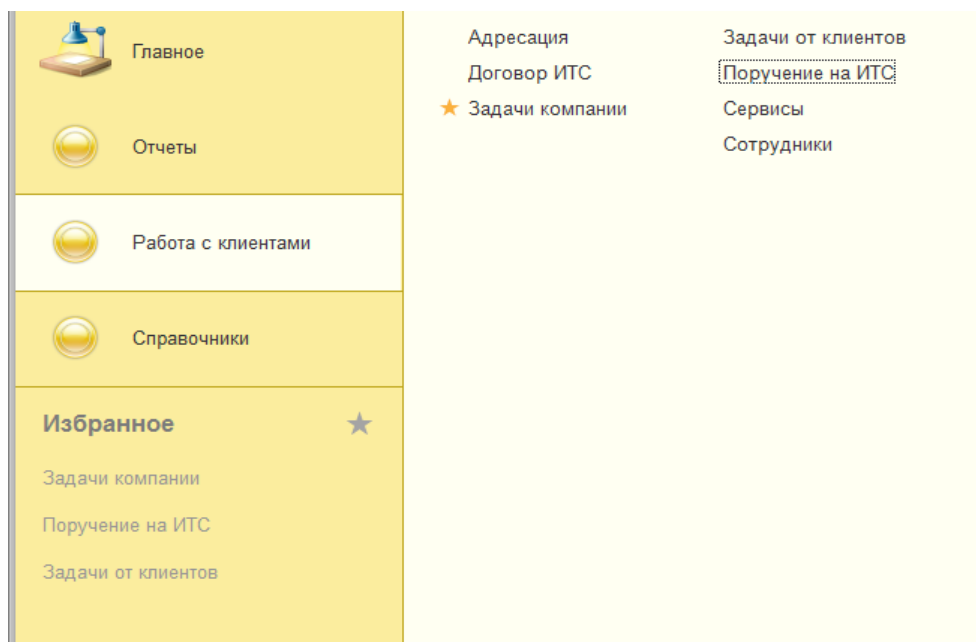 Главное
Отчеты
Работа с клиентами
Справочники
Избранное
Задачи компании
Поручение на ИТС
Задачи от клиентов
Адресация
Договор ИТС
Задачи компании
Задачи от клиентов
Поручение на ИТС
Сервисы
Сотрудники